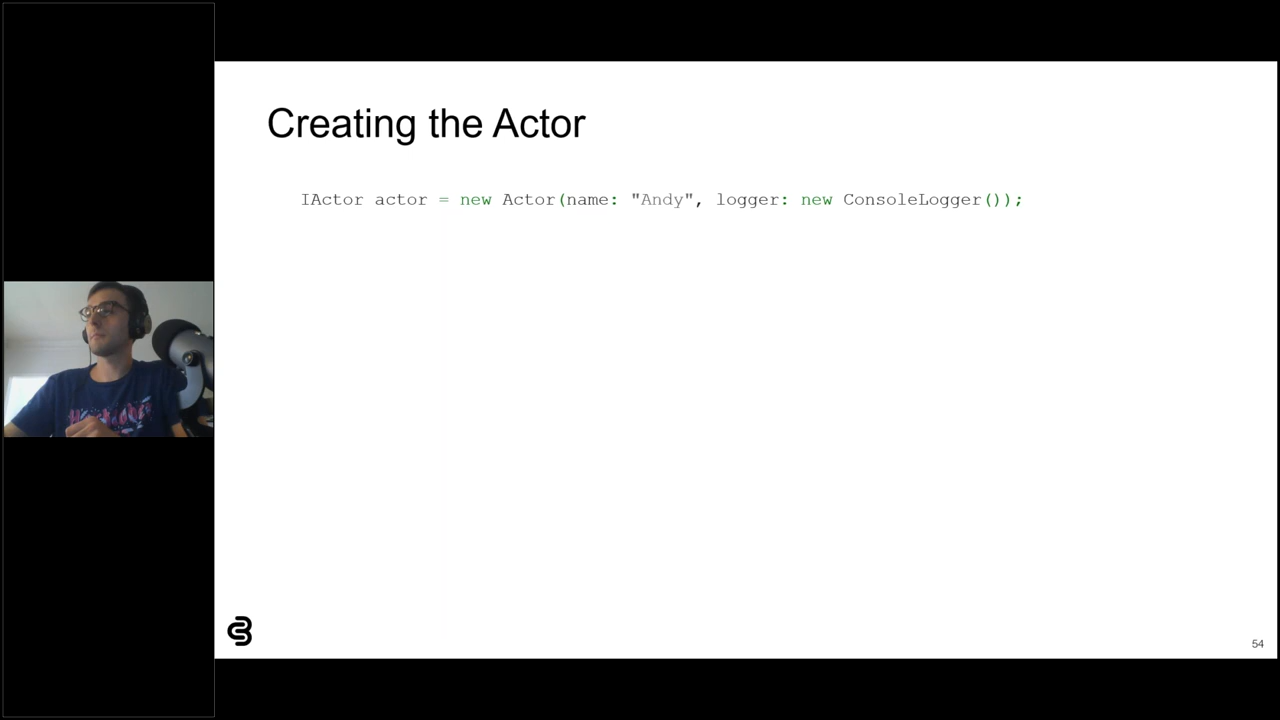 Creating the Actor
IActor actor = new Actor(name: "Andy", logger: new ConsoleLogger());
54